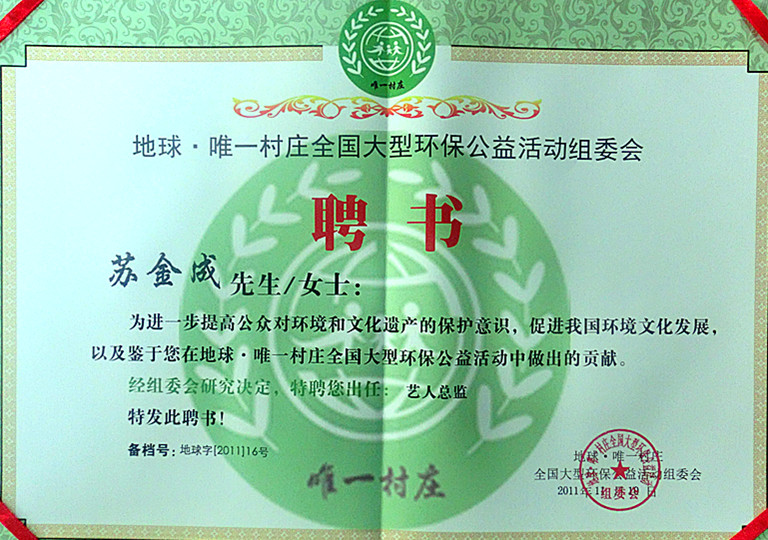 唯一村庄
地球·唯一村庄全国大型环保公益活动组委会
聘书
苏金成先生/女士：
为进一步提高公众对环境和文化遗产的保护意识，促进我国环境文化发展，
以及鉴于您在地球·唯一村庄全国大型环保公益活动中做出的贡献。
经组委会研究决定，特聘您出任：艺人总监
特发此聘书！
备档号：地球字[2011]16号
唯一村庄
地球·唯一村庄
全国大型环保公益活动组委会
2011年11月10日
组委会